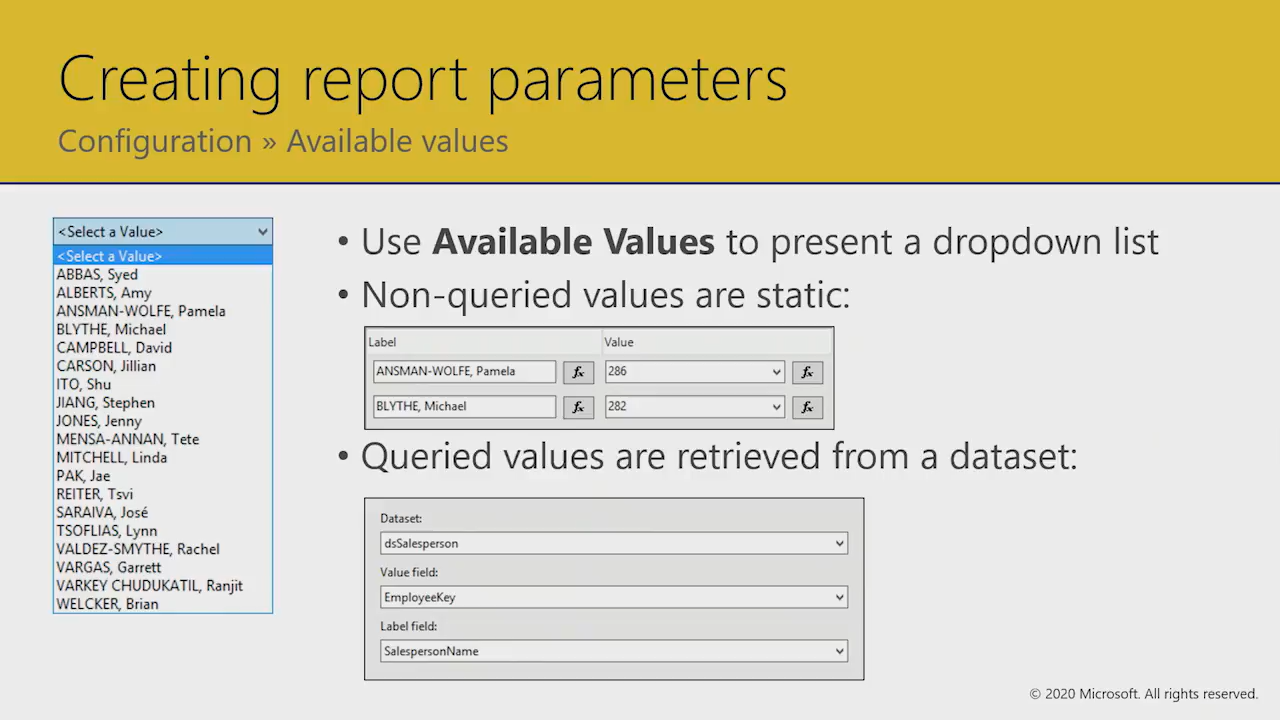 Creating report parameters
Configuration » Available values
<Select a Value>
<Select a Value>
ABBAS, Syed
ALBERTS, Amy
ANSMAN-WOLFE, Pamela
BLYTHE, Michael
CAMPBELL, David
CARSON, Jillian
ITO, Shu
JIANG, Stephen
JONES, Jenny
MENSA-ANNAN, Tete
MITCHELL, Linda
PAK, Jae
REITER, Tsvi
SARAIVA, José
TSOFLIAS, Lynn
VALDEZ-SMYTHE, Rachel
VARGAS, Garrett
VARKEY CHUDUKATIL, Ranjit
WELCKER, Brian
• Use Available Values to present a dropdown list
• Non-queried values are static:
Label Value
ANSMAN-WOLFE, Pamela fx 286 fx
BLYTHE, Michael fx 282 fx
• Queried values are retrieved from a dataset:
Dataset:
dsSalesperson
Value field:
EmployeeKey
Label field:
SalespersonName
© 2020 Microsoft. All rights reserved.